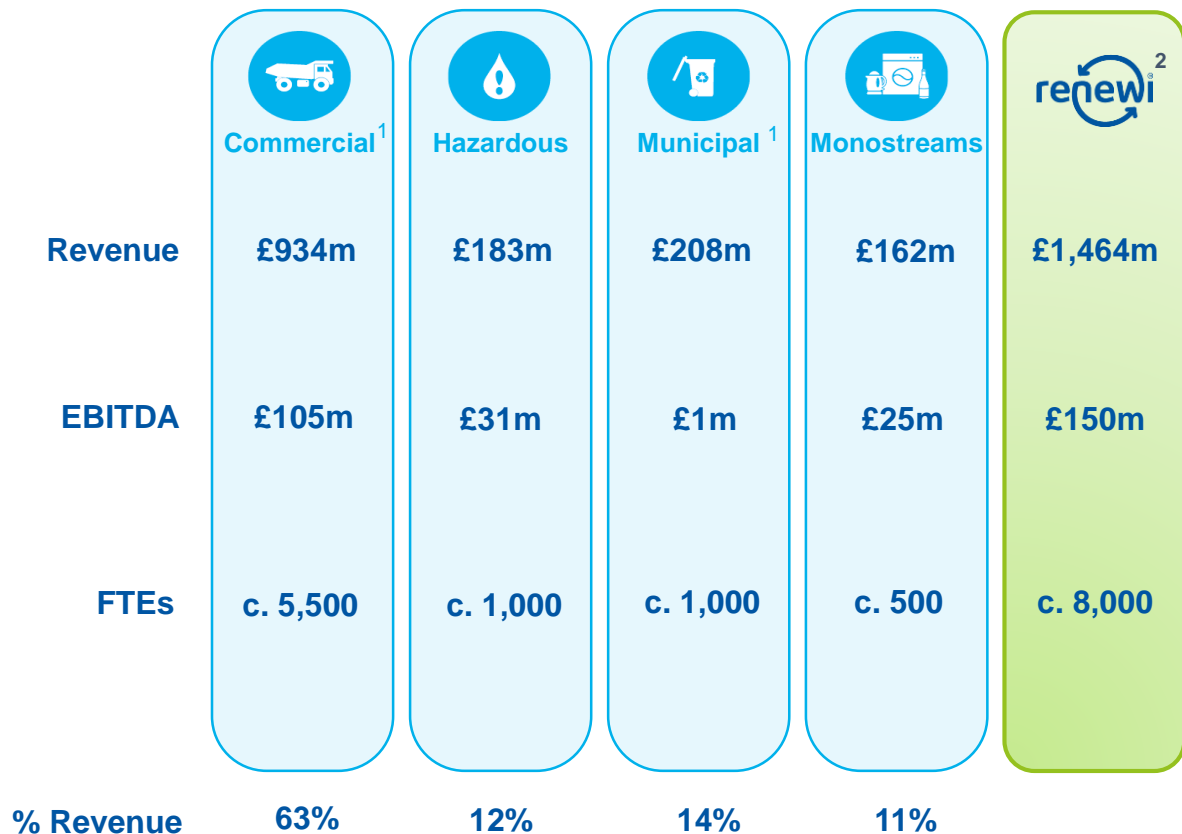 renewi® 2
Commercial 1 Hazardous Municipal 1 Monostreams
Revenue £934m £183m £208m £162m £1,464m
EBITDA £105m £31m £1m £25m £150m
FTEs c. 5,500 c. 1,000 c. 1,000 c. 500 c. 8,000
% Revenue 63% 12% 14% 11%